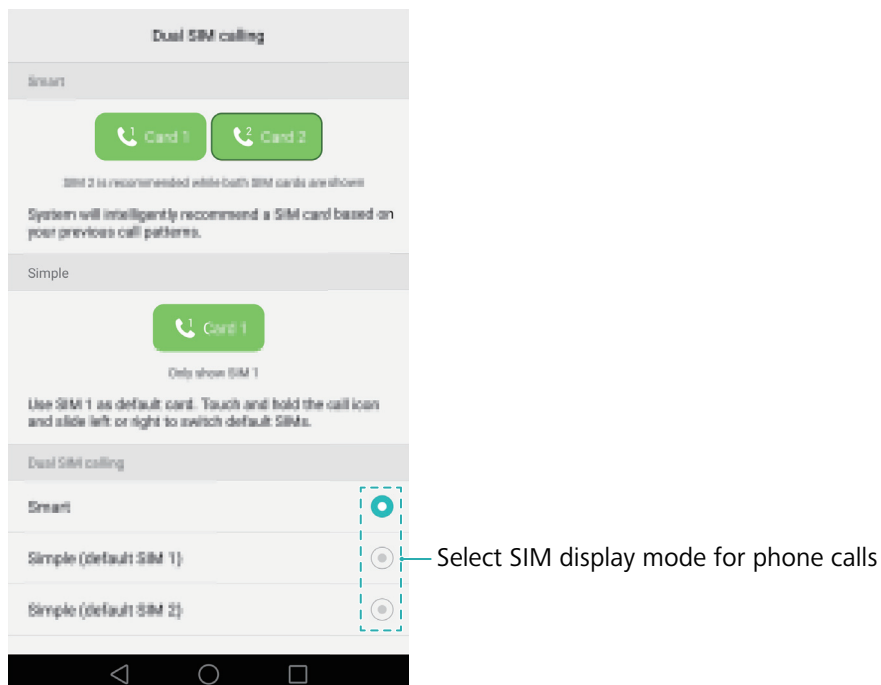 Dual SIM calling
Smart
1 Card 1
2 Card 2
SIM 2 is recommended while both SIM cards are shown
System will intelligently recommend a SIM card based on
your previous call patterns.
Simple
1 Card 1
Only show SIM 1
Use SIM 1 as default card. Touch and hold the call icon
and slide left or right to switch default SIMs.
Dual SIM calling
Smart
Simple (default SIM 1)
Select SIM display mode for phone calls
Simple (default SIM 2)